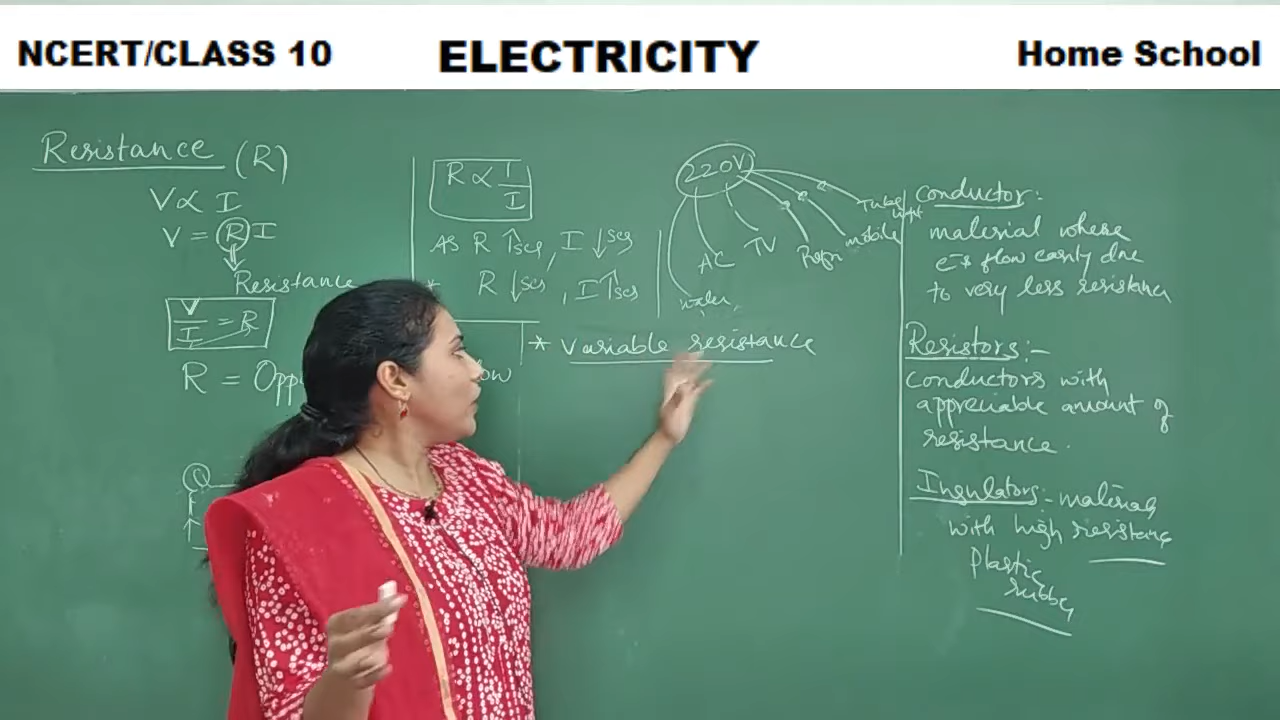 NCERT/CLASS 10
ELECTRICITY
Home School
Resistance (R)
V ∝ I
V = R I
Resistance
V/I = R
R = Opp
low
Q
R ∝ 1/I
As R ↑ses, I ↓ses
* R ↓ses, I ↑ses
220V
water
AC
TV
Refri
mobile
Tube light
* Variable resistance
Conductor:
material where
e-s flow easily due
to very less resistance
Resistors:-
Conductors with
appreciable amount of
resistance.
Insulators:- materials
with high resistance
Plastic
rubber